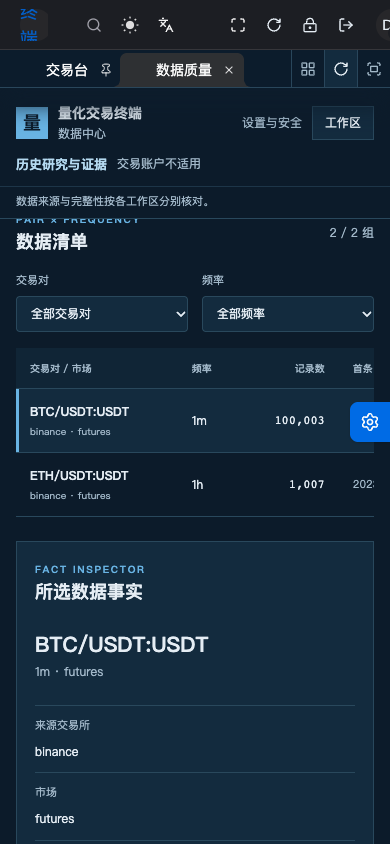 终
端
D
交易台
数据质量
量
量化交易终端
数据中心
设置与安全
工作区
历史研究与证据 交易账户不适用
数据来源与完整性按各工作区分别核对。
PAIR × FREQUENCY
数据清单
2 / 2 组
交易对
频率
全部交易对
全部频率
交易对 / 市场 频率 记录数 首条
BTC/USDT:USDT
binance · futures
1m
100,003
ETH/USDT:USDT
binance · futures
1h
1,007
202
FACT INSPECTOR
所选数据事实
BTC/USDT:USDT
1m · futures
来源交易所
binance
市场
futures